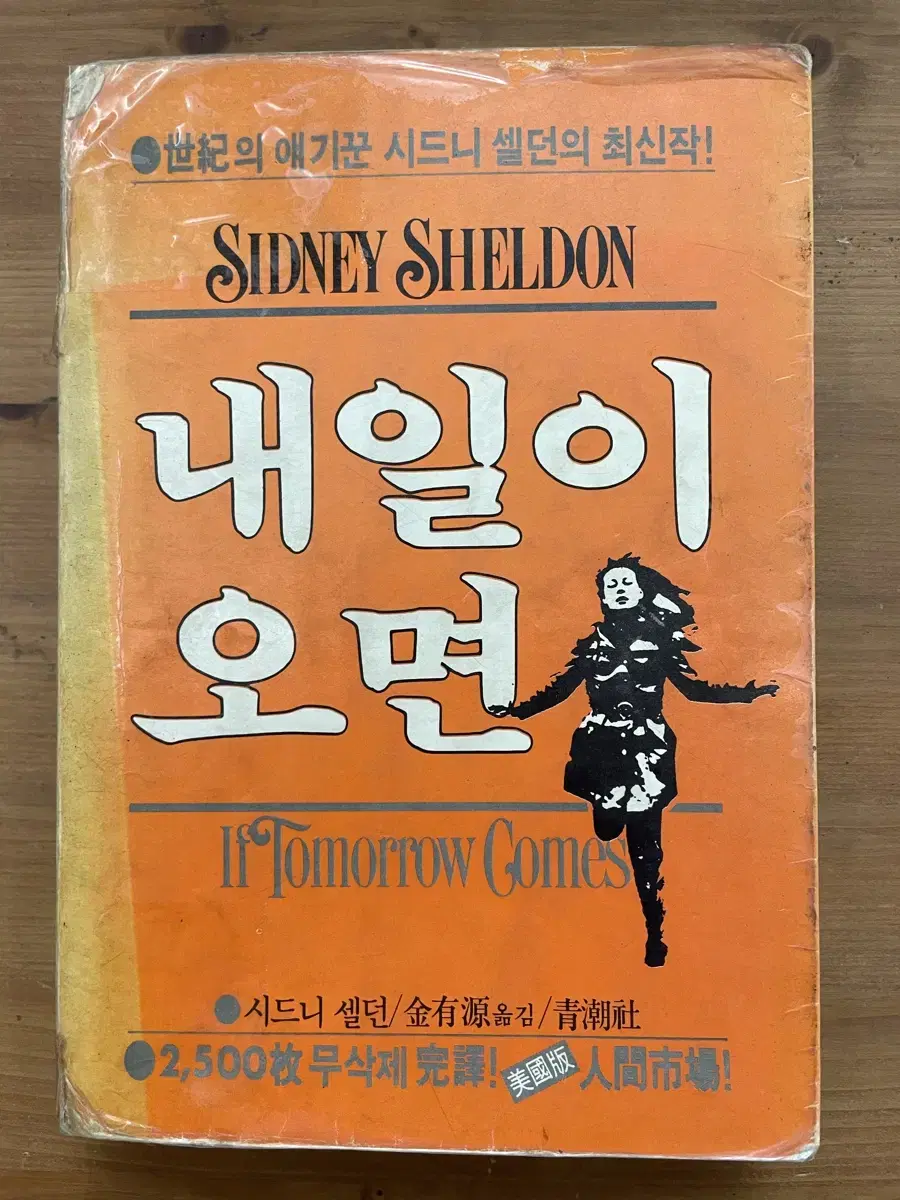 ●世紀의 얘기꾼 시드니 셀던의 최신작!
SIDNEY SHELDON
내일이
오면
If Tomorrow Comes
●시드니 셀던/金有源옮김/青潮社
●2,500枚 무삭제 完譯! 美國版 人間市場!